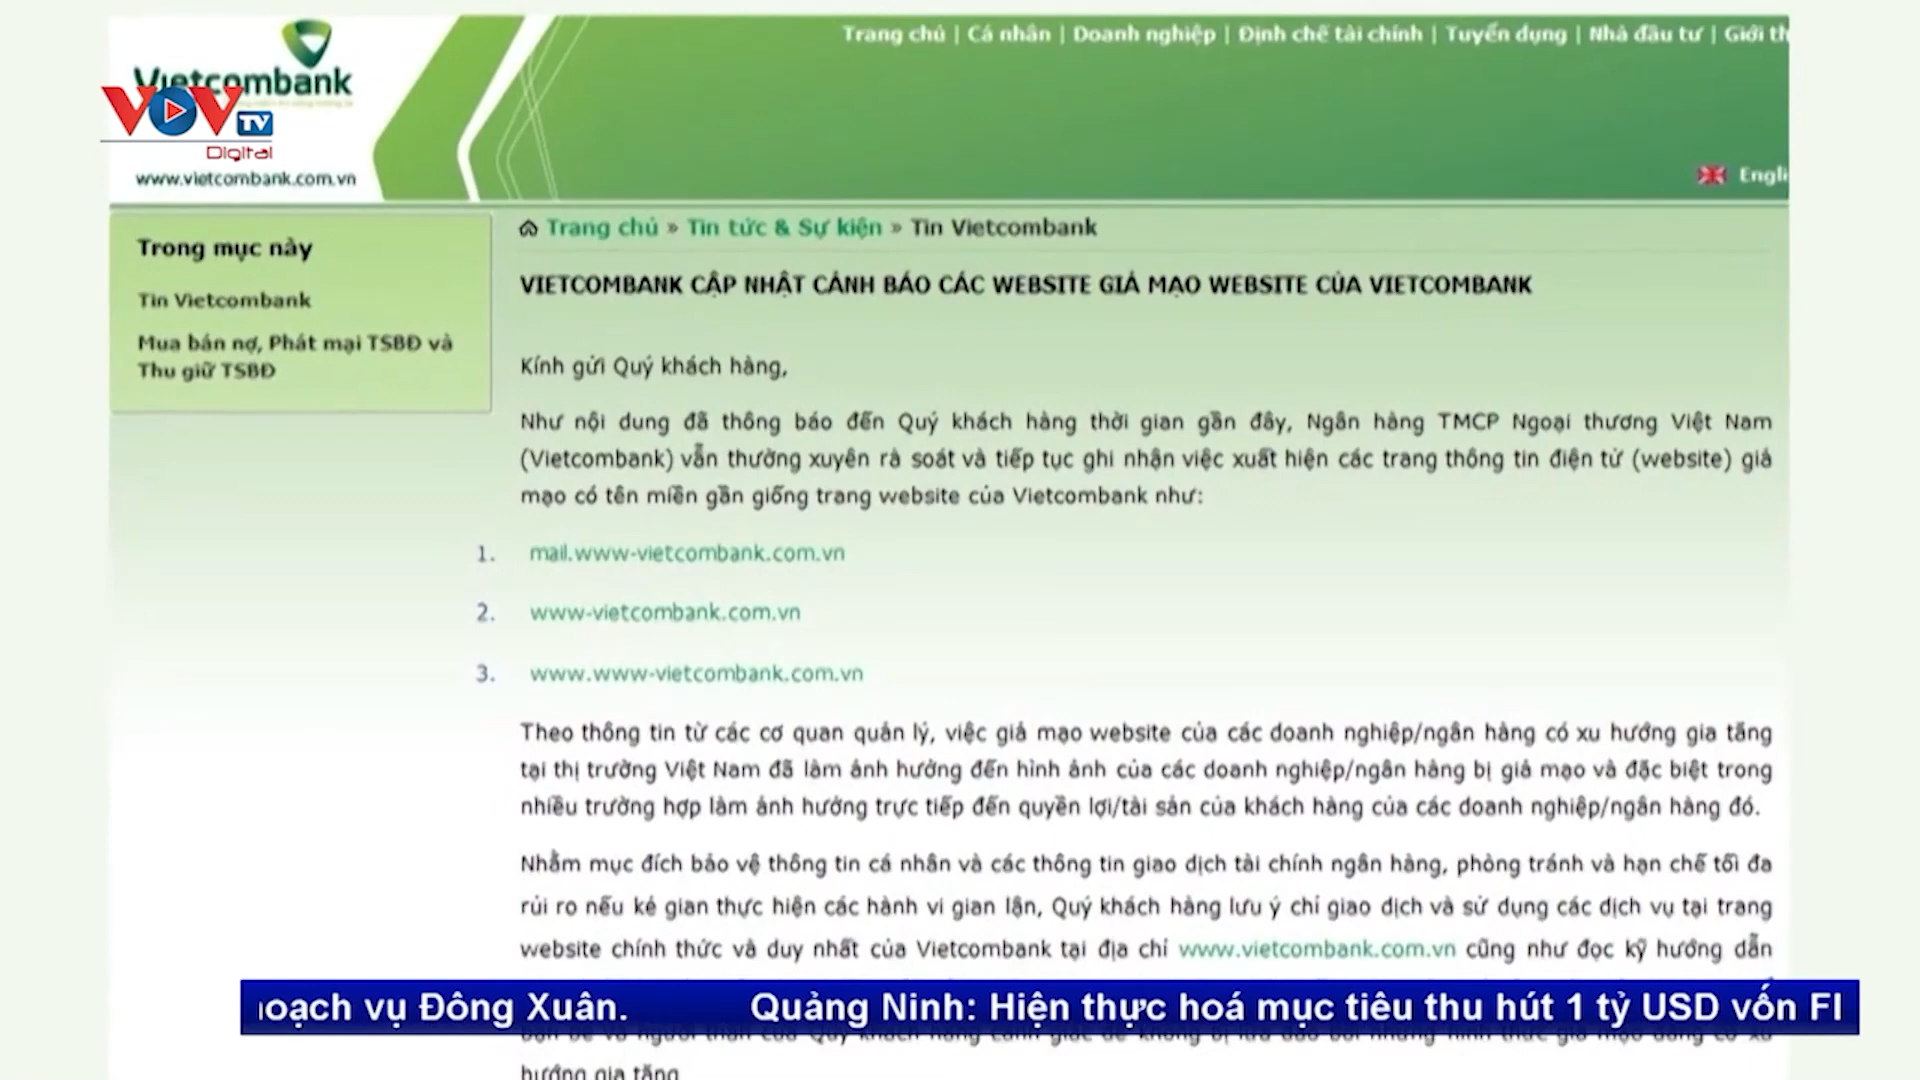 Trang chủ | Cá nhân | Doanh nghiệp | Định chế tài chính | Tuyển dụng | Nhà đầu tư | Giới th
Vietcombank
VOV TV
Digital
www.vietcombank.com.vn
Engli
Trang chủ » Tin tức & Sự kiện » Tin Vietcombank
Trong mục này
Tin Vietcombank
Mua bán nợ, Phát mại TSBĐ và
Thu giữ TSBĐ
VIETCOMBANK CẬP NHẬT CẢNH BÁO CÁC WEBSITE GIẢ MẠO WEBSITE CỦA VIETCOMBANK
Kính gửi Quý khách hàng,
Như nội dung đã thông báo đến Quý khách hàng thời gian gần đây, Ngân hàng TMCP Ngoại thương Việt Nam
(Vietcombank) vẫn thường xuyên rà soát và tiếp tục ghi nhận việc xuất hiện các trang thông tin điện tử (website) giả
mạo có tên miền gần giống trang website của Vietcombank như:
1. mail.www-vietcombank.com.vn
2. www-vietcombank.com.vn
3. www.www-vietcombank.com.vn
Theo thông tin từ các cơ quan quản lý, việc giả mạo website của các doanh nghiệp/ngân hàng có xu hướng gia tăng
tại thị trường Việt Nam đã làm ảnh hưởng đến hình ảnh của các doanh nghiệp/ngân hàng bị giả mạo và đặc biệt trong
nhiều trường hợp làm ảnh hưởng trực tiếp đến quyền lợi/tài sản của khách hàng của các doanh nghiệp/ngân hàng đó.
Nhằm mục đích bảo vệ thông tin cá nhân và các thông tin giao dịch tài chính ngân hàng, phòng tránh và hạn chế tối đa
rủi ro nếu kẻ gian thực hiện các hành vi gian lận, Quý khách hàng lưu ý chỉ giao dịch và sử dụng các dịch vụ tại trang
website chính thức và duy nhất của Vietcombank tại địa chỉ www.vietcombank.com.vn cũng như đọc kỹ hướng dẫn
hoạch vụ Đông Xuân. Quảng Ninh: Hiện thực hoá mục tiêu thu hút 1 tỷ USD vốn FI
hướng gia tăng